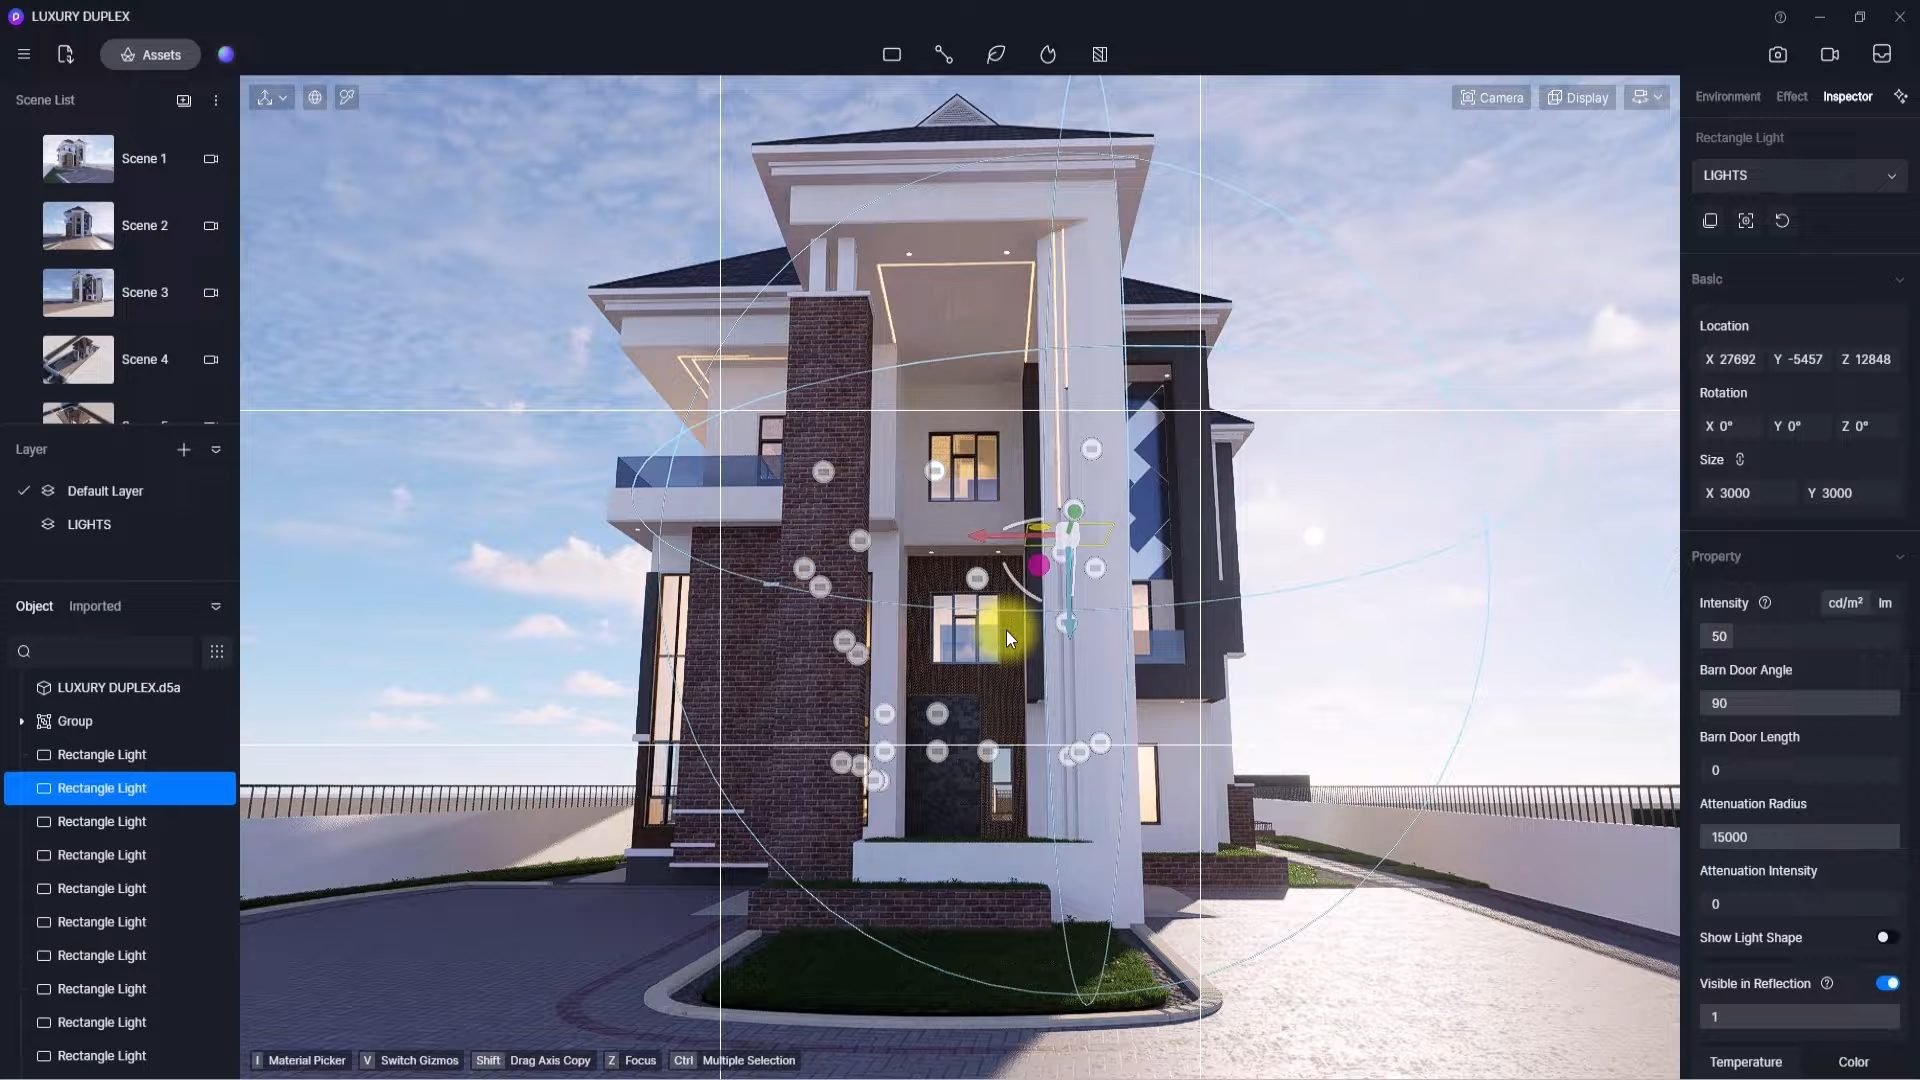 LUXURY DUPLEX
Assets
Scene List
Scene 1
Scene 2
Scene 3
Scene 4
Layer
Default Layer
LIGHTS
Object Imported
LUXURY DUPLEX.d5a
Group
Rectangle Light
Rectangle Light
Rectangle Light
Rectangle Light
Rectangle Light
Rectangle Light
Rectangle Light
Rectangle Light
Rectangle Light
Rectangle Light
Camera Display
I Material Picker V Switch Gizmos Shift Drag Axis Copy Z Focus Ctrl Multiple Selection
Environment Effect Inspector
Rectangle Light
LIGHTS
Basic
Location
X 27692 Y -5457 Z 12848
Rotation
X 0° Y 0° Z 0°
Size
X 3000 Y 3000
Property
Intensity cd/m² lm
50
Barn Door Angle
90
Barn Door Length
0
Attenuation Radius
15000
Attenuation Intensity
0
Show Light Shape
Visible in Reflection
1
Temperature Color